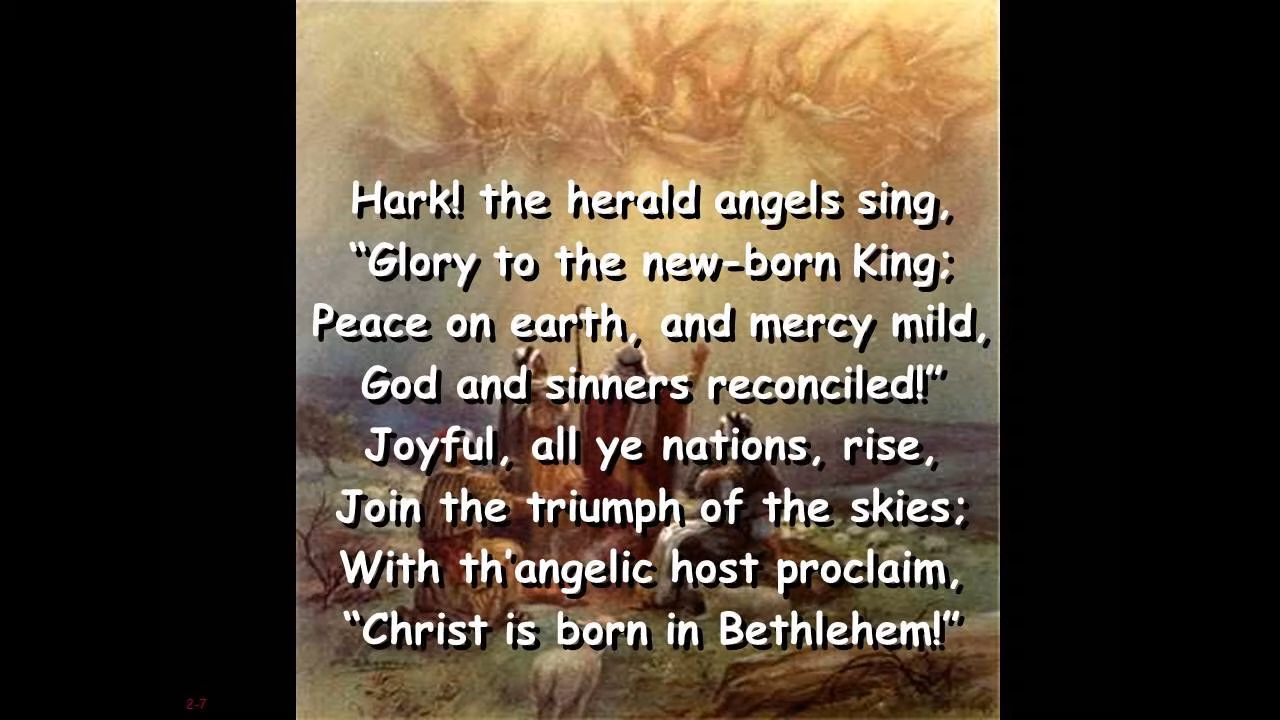 Hark! the herald angels sing,
“Glory to the new-born King;
Peace on earth, and mercy mild,
God and sinners reconciled!”
Joyful, all ye nations, rise,
Join the triumph of the skies;
With th’angelic host proclaim,
“Christ is born in Bethlehem!”
2-7